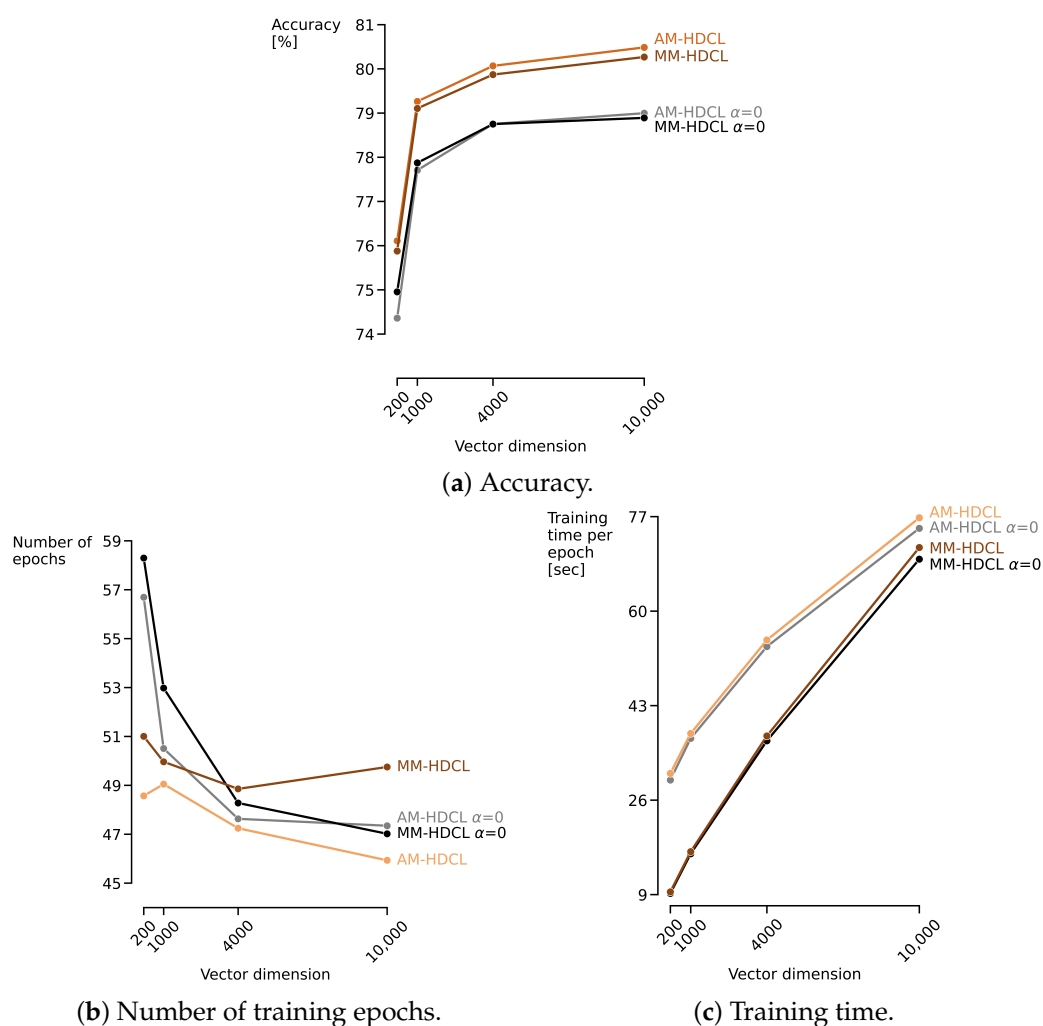 Accuracy
[%]
81
80
79
78
77
76
75
74
AM-HDCL
MM-HDCL
AM-HDCL α=0
MM-HDCL α=0
200
1000
4000
10,000
Vector dimension
(a) Accuracy.
Number of
epochs
59
57
55
53
51
49
47
45
MM-HDCL
AM-HDCL α=0
MM-HDCL α=0
AM-HDCL
200
1000
4000
10,000
Vector dimension
(b) Number of training epochs.
Training
time per
epoch
[sec]
77
60
43
26
9
AM-HDCL
AM-HDCL α=0
MM-HDCL
MM-HDCL α=0
200
1000
4000
10,000
Vector dimension
(c) Training time.